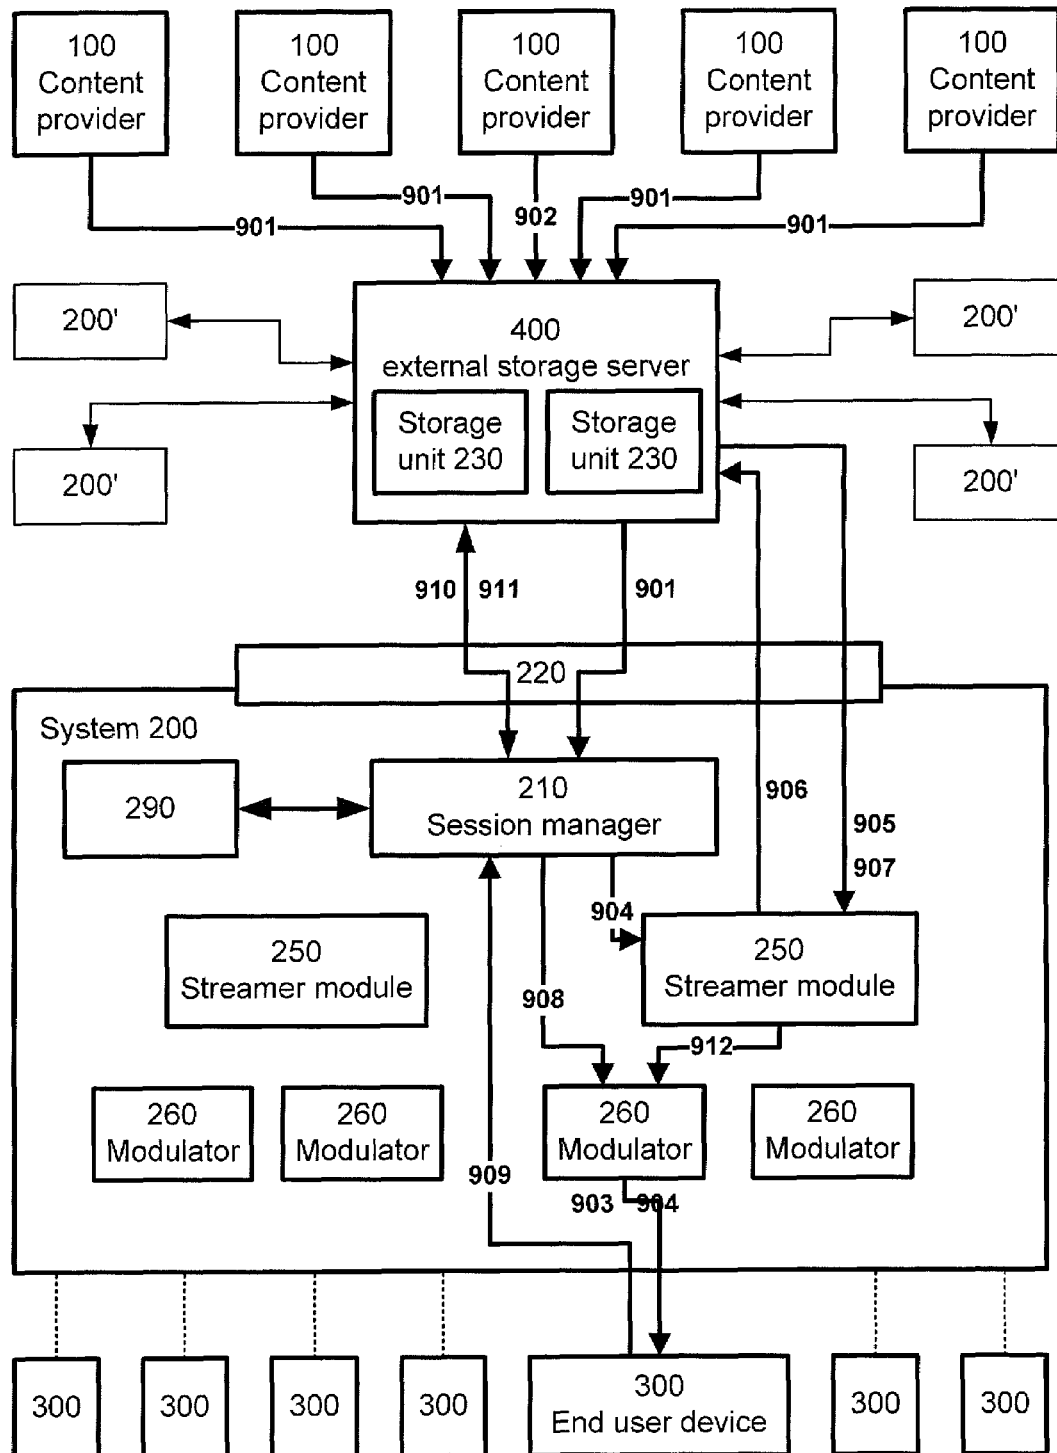 100
Content
provider
100
Content
provider
100
Content
provider
100
Content
provider
100
Content
provider
901
901
902
901
901
200'
200'
400
external storage server
Storage
unit 230
Storage
unit 230
200'
200'
910
911
901
220
System 200
290
210
Session manager
906
905
907
904
250
Streamer module
250
Streamer module
908
912
260
Modulator
260
Modulator
260
Modulator
260
Modulator
909
903
904
300
300
300
300
300
End user device
300
300